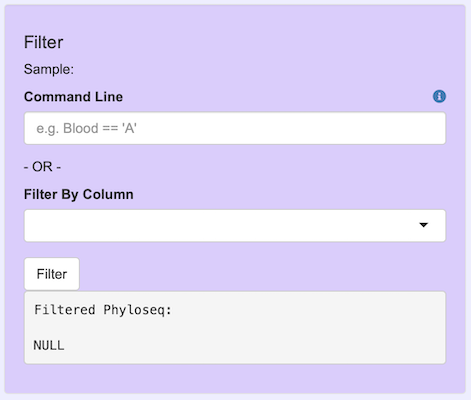 Filter
Sample:
Command Line
e.g. Blood == 'A'
- OR -
Filter By Column
Filter
Filtered Phyloseq:
NULL